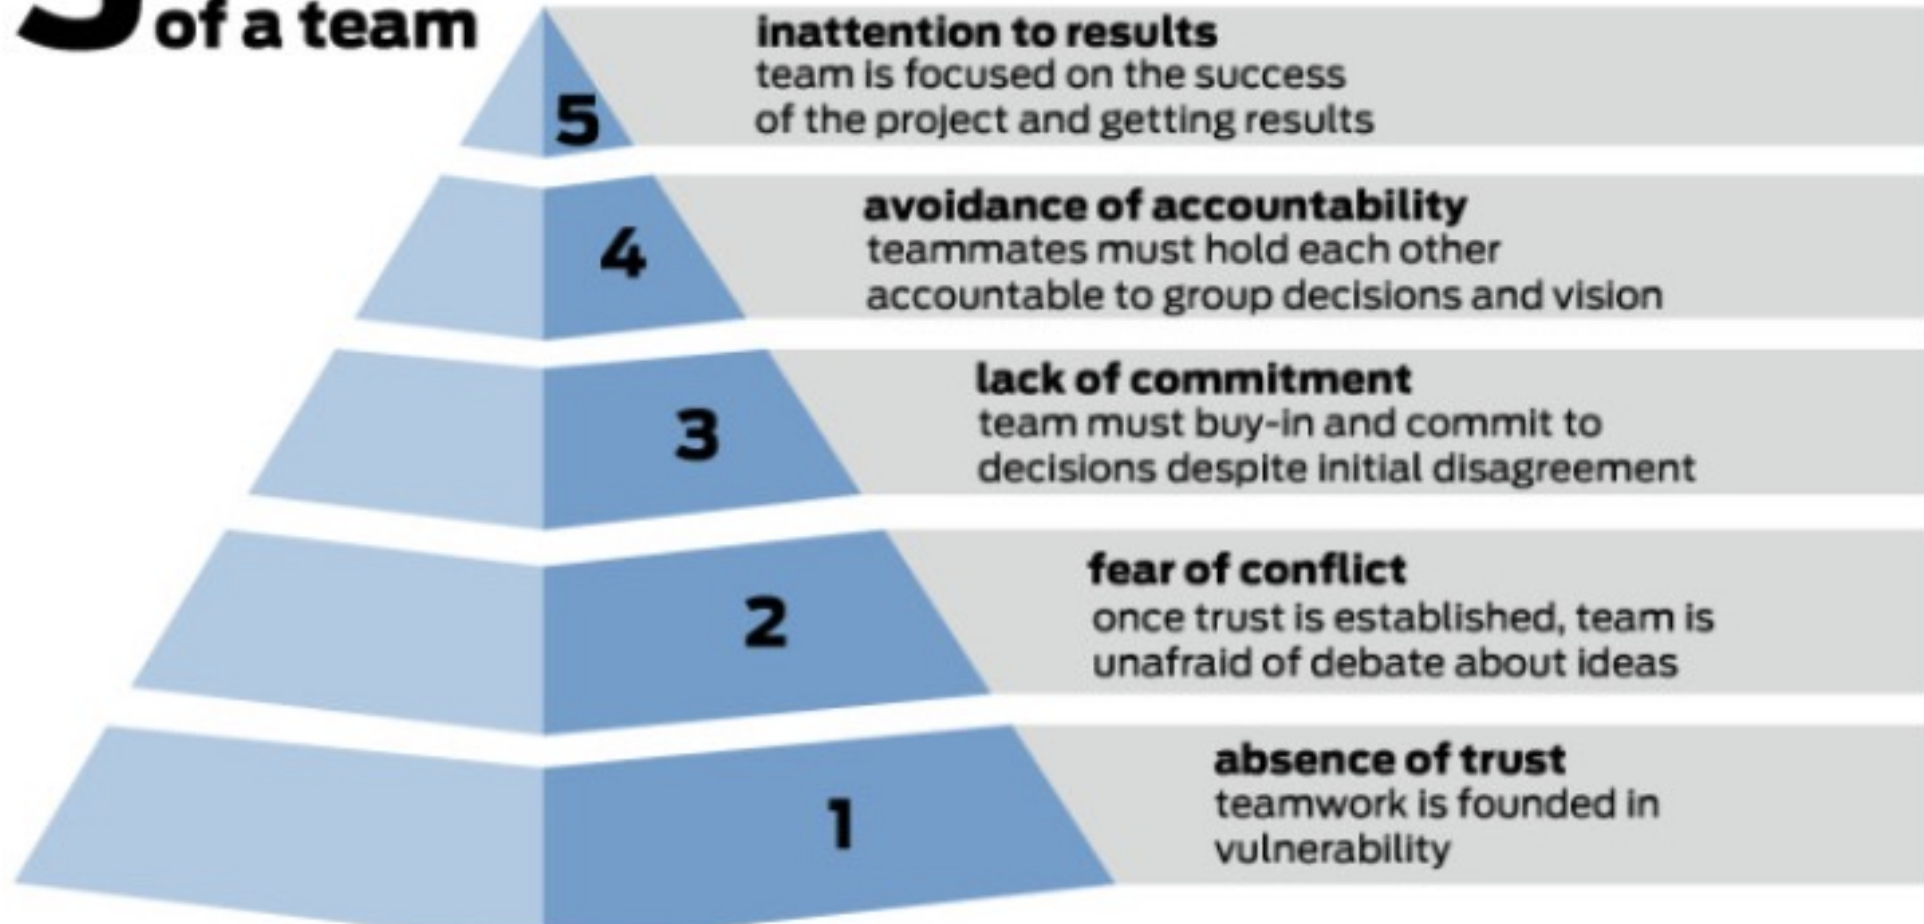 of a team
5
inattention to results
team is focused on the success
of the project and getting results
4
avoidance of accountability
teammates must hold each other
accountable to group decisions and vision
3
lack of commitment
team must buy-in and commit to
decisions despite initial disagreement
2
fear of conflict
once trust is established, team is
unafraid of debate about ideas
1
absence of trust
teamwork is founded in
vulnerability